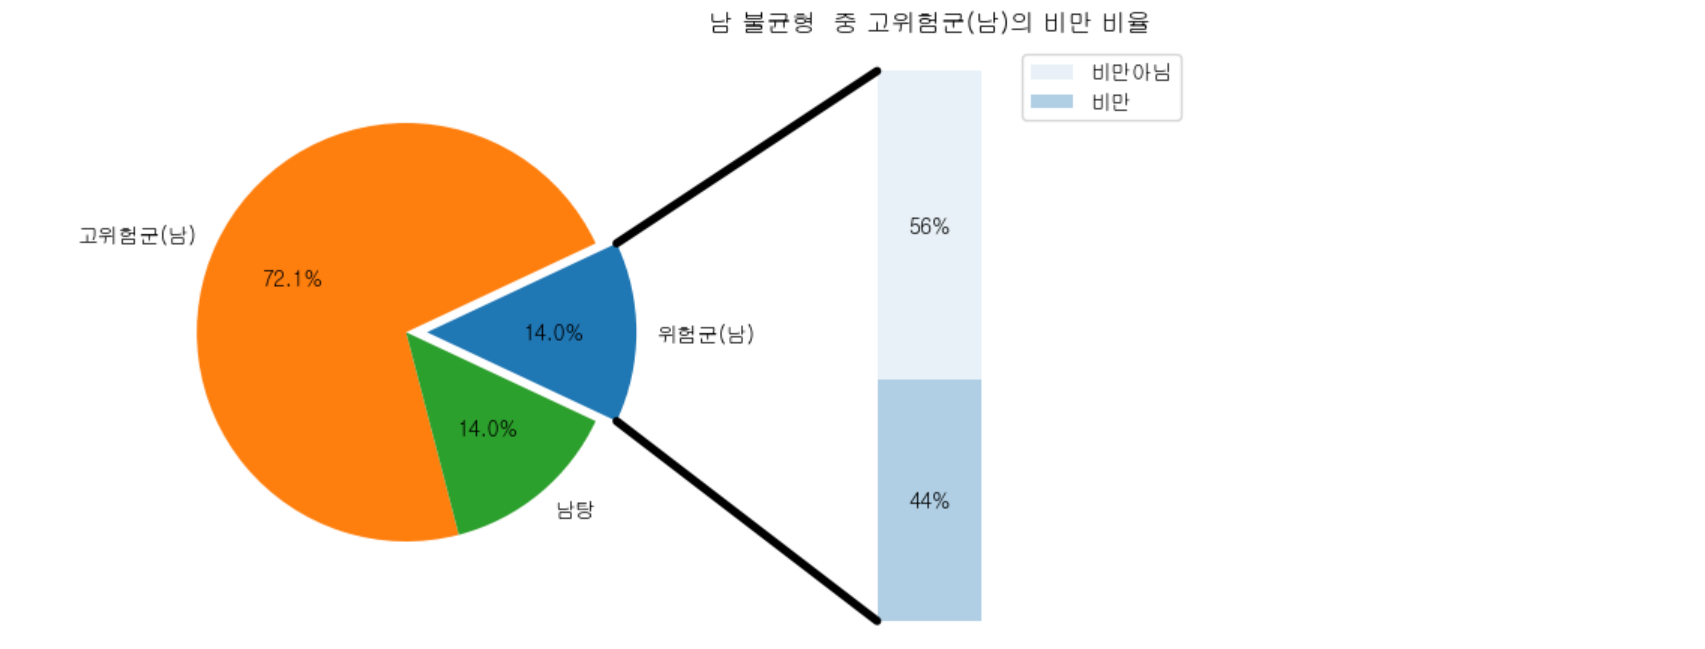 남 불균형  중 고위험군(남)의 비만 비율
비만아님
비만
고위험군(남)
72.1%
14.0%
위험군(남)
14.0%
남탕
56%
44%